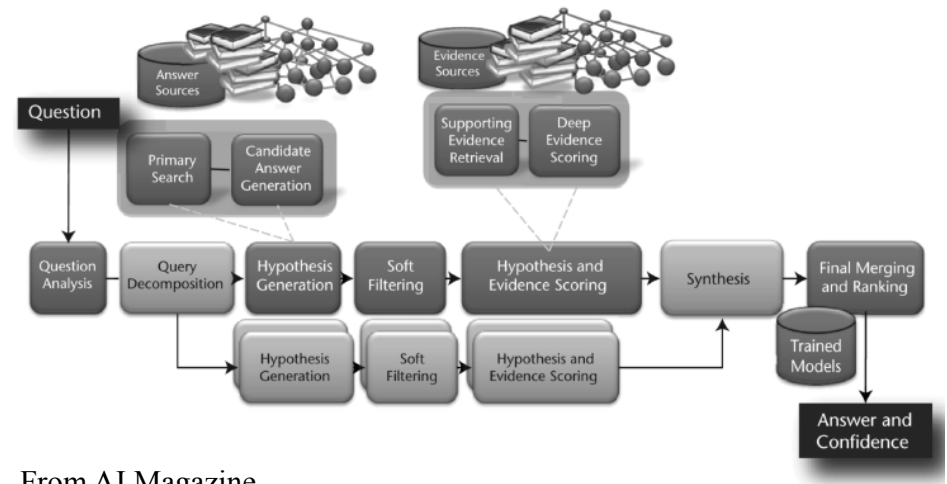 Answer
Sources
Evidence
Sources
Question
Primary
Search
Candidate
Answer
Generation
Supporting
Evidence
Retrieval
Deep
Evidence
Scoring
Question
Analysis
Query
Decomposition
Hypothesis
Generation
Soft
Filtering
Hypothesis and
Evidence Scoring
Synthesis
Final Merging
and Ranking
Trained
Models
Hypothesis
Generation
Soft
Filtering
Hypothesis and
Evidence Scoring
Answer and
Confidence
From AI Magazine